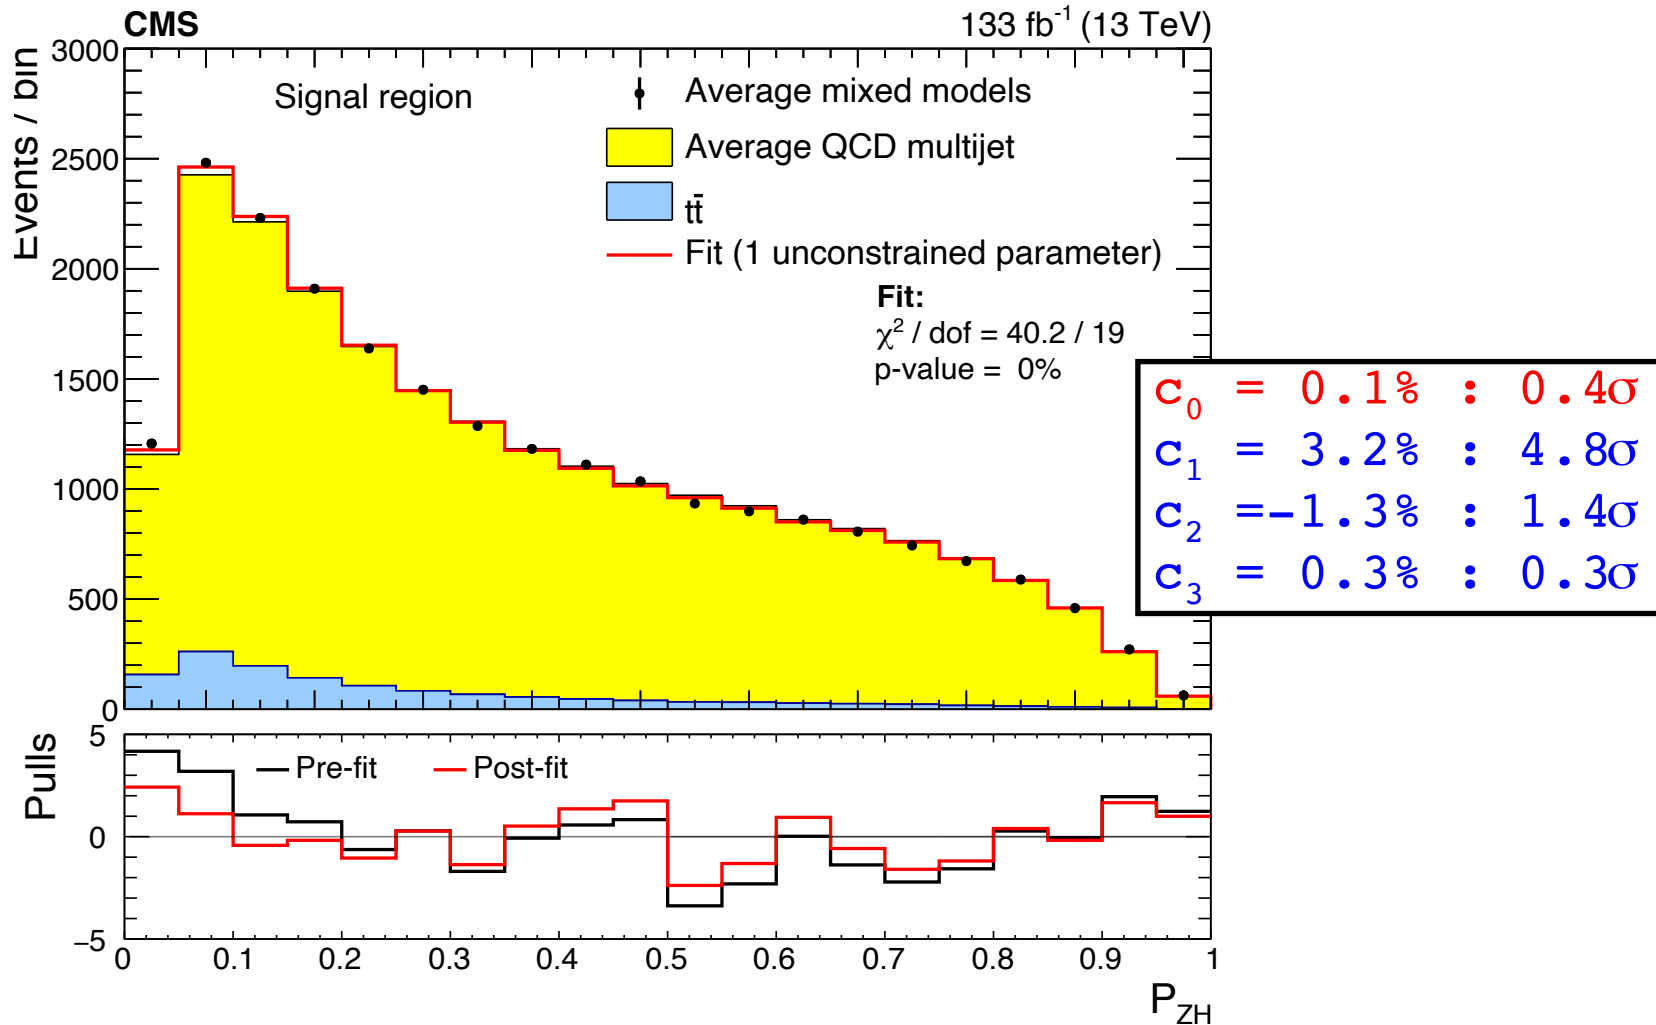 CMS 133 fb⁻¹ (13 TeV)
Events / bin
3000
2500
2000
1500
1000
500
0
Signal region
Average mixed models
Average QCD multijet
tt̄
Fit (1 unconstrained parameter)
Fit:
χ² / dof = 40.2 / 19
p-value = 0%
c₀ = 0.1% : 0.4σ
c₁ = 3.2% : 4.8σ
c₂ =-1.3% : 1.4σ
c₃ = 0.3% : 0.3σ
Pulls
5
0
−5
Pre-fit Post-fit
0 0.1 0.2 0.3 0.4 0.5 0.6 0.7 0.8 0.9 1
P_ZH